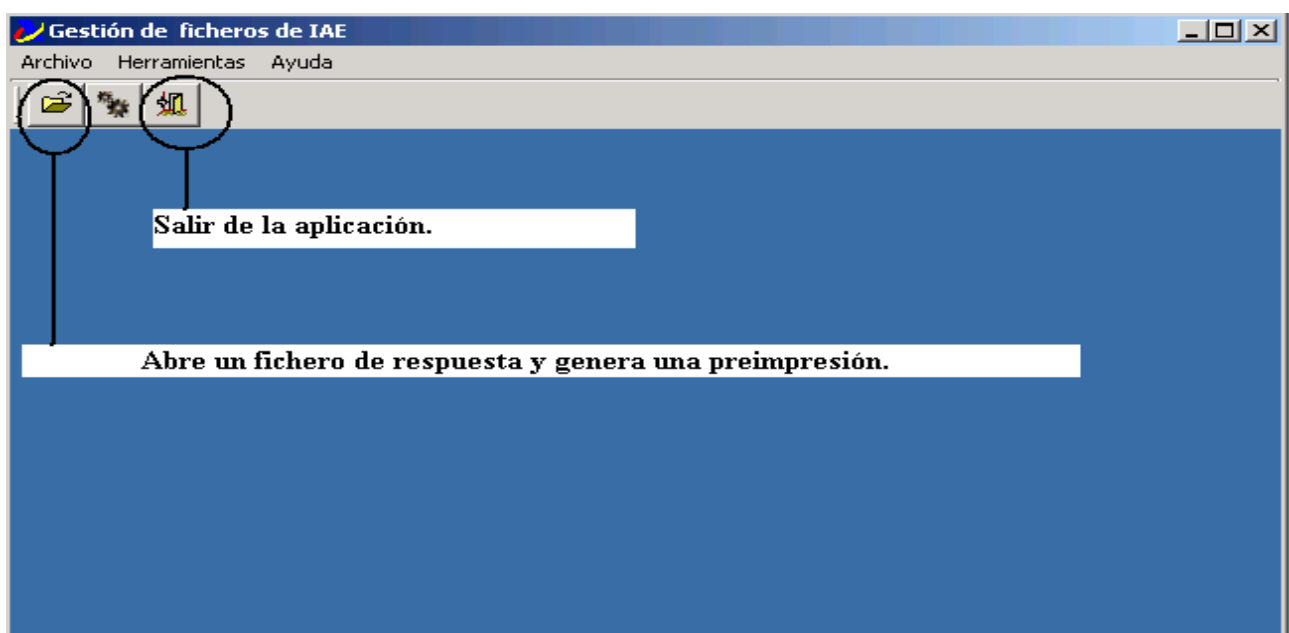 Gestión de ficheros de IAE
Archivo Herramientas Ayuda
Salir de la aplicación.
Abre un fichero de respuesta y genera una preimpresión.